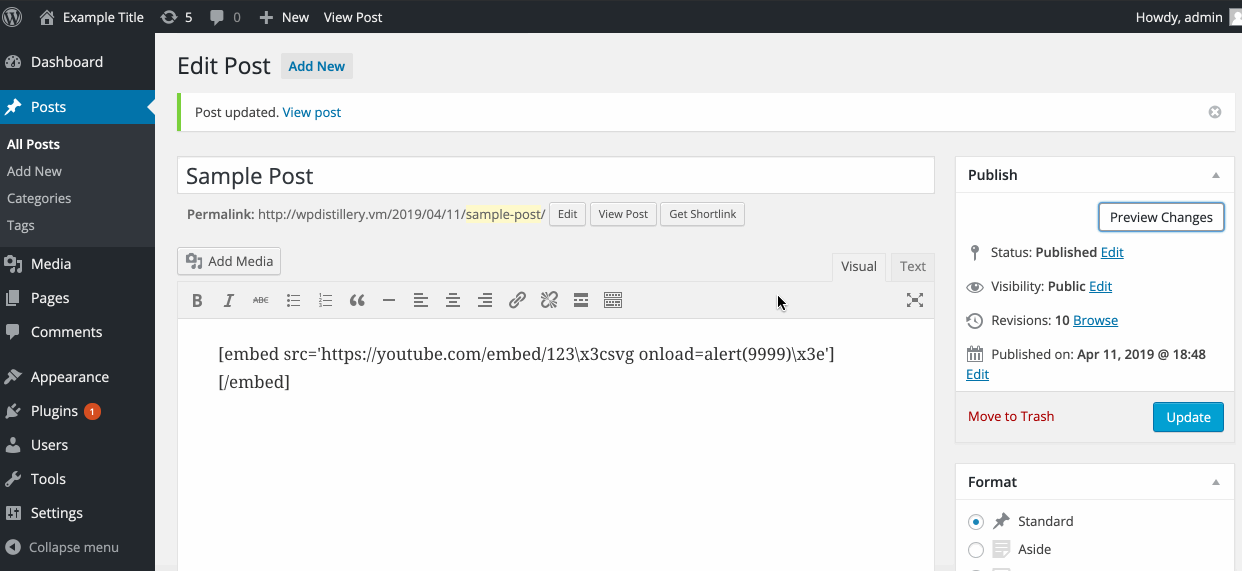 Example Title 5 0 New View Post Howdy, admin
Dashboard
Posts
All Posts
Add New
Categories
Tags
Media
Pages
Comments
Appearance
Plugins 1
Users
Tools
Settings
Collapse menu
Edit Post Add New
Post updated. View post
Sample Post
Permalink: http://wpdistillery.vm/2019/04/11/sample-post/ Edit View Post Get Shortlink
Add Media
Visual Text
B I ABC
[embed src='https://youtube.com/embed/123\x3csvg onload=alert(9999)\x3e']
[/embed]
Publish
Preview Changes
Status: Published Edit
Visibility: Public Edit
Revisions: 10 Browse
Published on: Apr 11, 2019 @ 18:48
Edit
Move to Trash Update
Format
Standard
Aside